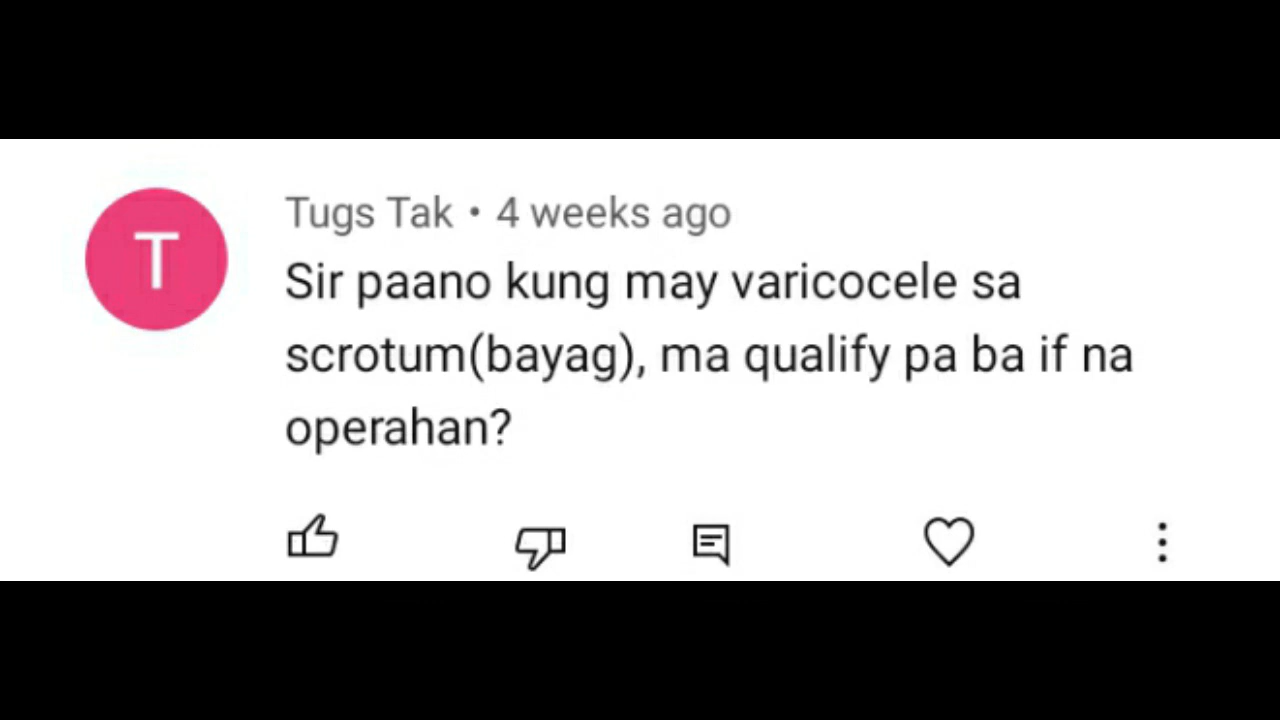 T
Tugs Tak • 4 weeks ago
Sir paano kung may varicocele sa
scrotum(bayag), ma qualify pa ba if na
operahan?